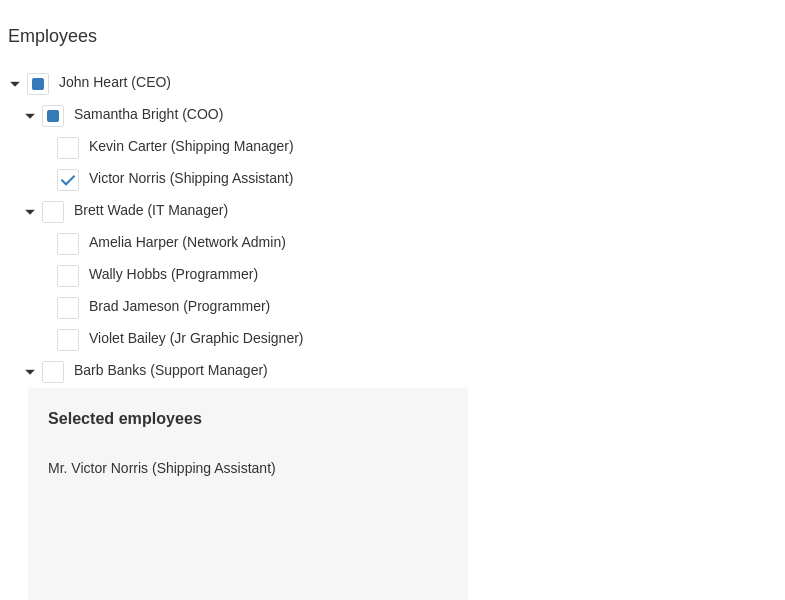 Employees
John Heart (CEO)
Samantha Bright (COO)
Kevin Carter (Shipping Manager)
Victor Norris (Shipping Assistant)
Brett Wade (IT Manager)
Amelia Harper (Network Admin)
Wally Hobbs (Programmer)
Brad Jameson (Programmer)
Violet Bailey (Jr Graphic Designer)
Barb Banks (Support Manager)
Selected employees
Mr. Victor Norris (Shipping Assistant)